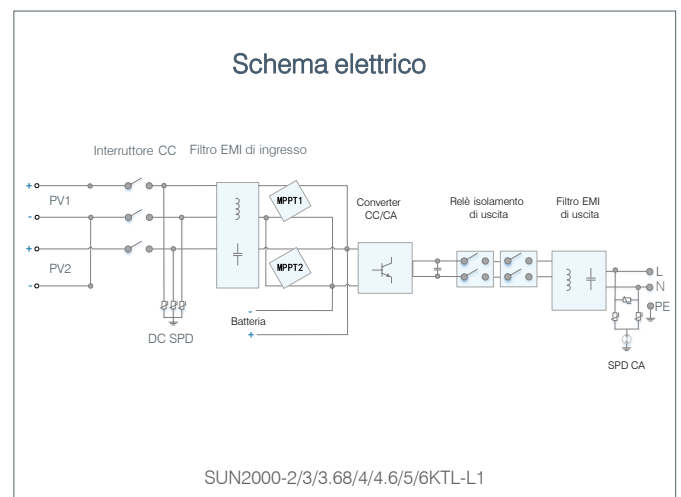 Schema elettrico
Interruttore CC
Filtro EMI di ingresso
+
PV1
-
+
PV2
-
MPPT1
MPPT2
Converter
CC/CA
Relè isolamento
di uscita
Filtro EMI
di uscita
L
N
PE
DC SPD
-
Batteria
+
SPD CA
SUN2000-2/3/3.68/4/4.6/5/6KTL-L1